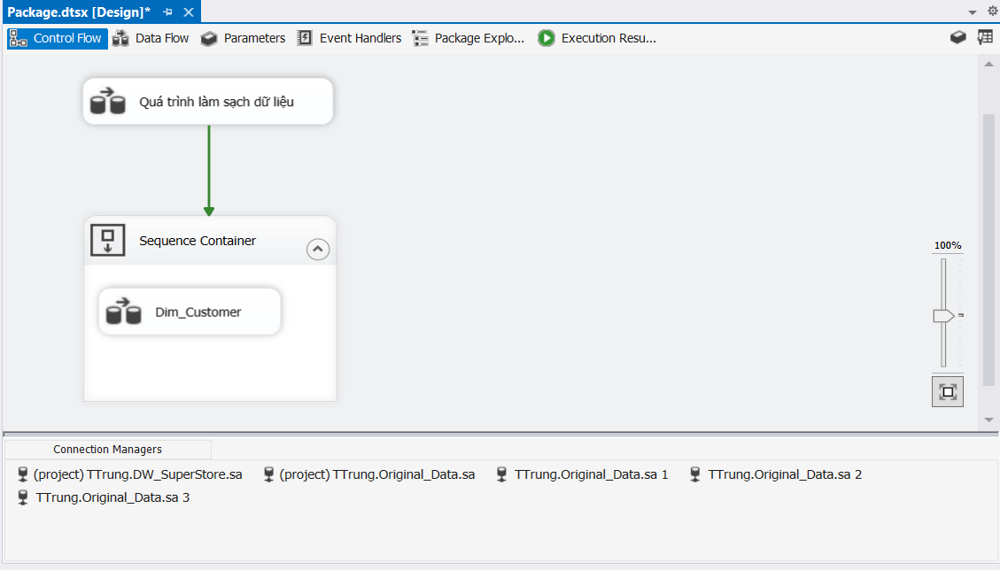 Package.dtsx [Design]*
Control Flow Data Flow Parameters Event Handlers Package Explo... Execution Resu...
Quá trình làm sạch dữ liệu
Sequence Container
Dim_Customer
100%
Connection Managers
(project) TTrung.DW_SuperStore.sa (project) TTrung.Original_Data.sa TTrung.Original_Data.sa 1 TTrung.Original_Data.sa 2
TTrung.Original_Data.sa 3